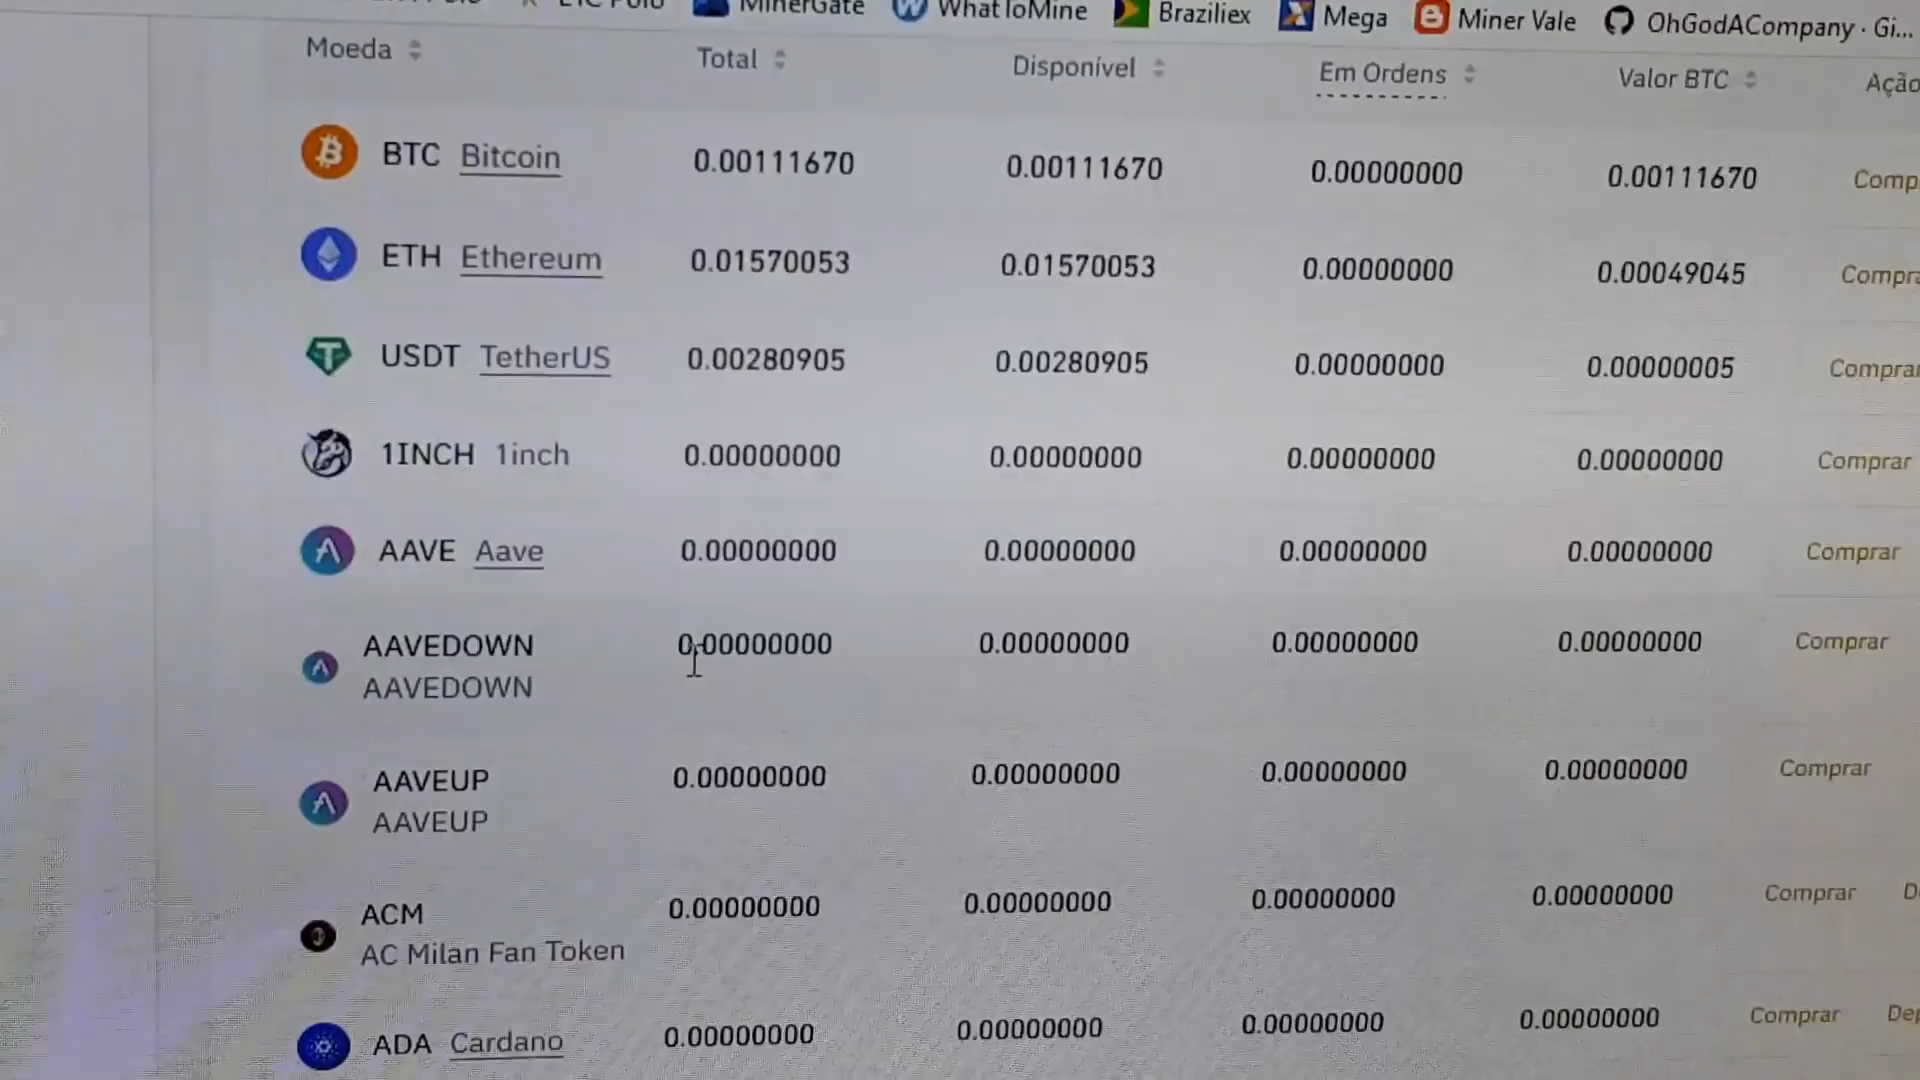 MinerGate WhatToMine Braziliex Mega Miner Vale OhGodACompany · Gi...
Moeda Total Disponível Em Ordens Valor BTC Ação
BTC Bitcoin 0.00111670 0.00111670 0.00000000 0.00111670 Comp
ETH Ethereum 0.01570053 0.01570053 0.00000000 0.00049045 Compra
USDT TetherUS 0.00280905 0.00280905 0.00000000 0.00000005 Comprar
1INCH 1inch 0.00000000 0.00000000 0.00000000 0.00000000 Comprar
AAVE Aave 0.00000000 0.00000000 0.00000000 0.00000000 Comprar
AAVEDOWN 0.00000000 0.00000000 0.00000000 0.00000000 Comprar
AAVEDOWN
AAVEUP 0.00000000 0.00000000 0.00000000 0.00000000 Comprar
AAVEUP
ACM 0.00000000 0.00000000 0.00000000 0.00000000 Comprar D
AC Milan Fan Token
ADA Cardano 0.00000000 0.00000000 0.00000000 0.00000000 Comprar Dep